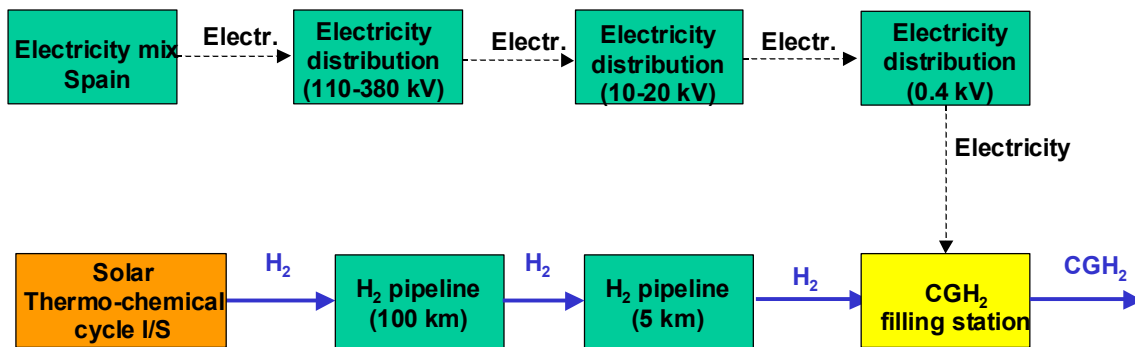 Electricity mix
Spain
Electr.
Electricity
distribution
(110-380 kV)
Electr.
Electricity
distribution
(10-20 kV)
Electr.
Electricity
distribution
(0.4 kV)
Electricity
Solar
Thermo-chemical
cycle I/S
H₂
H₂ pipeline
(100 km)
H₂
H₂ pipeline
(5 km)
H₂
CGH₂
filling station
CGH₂